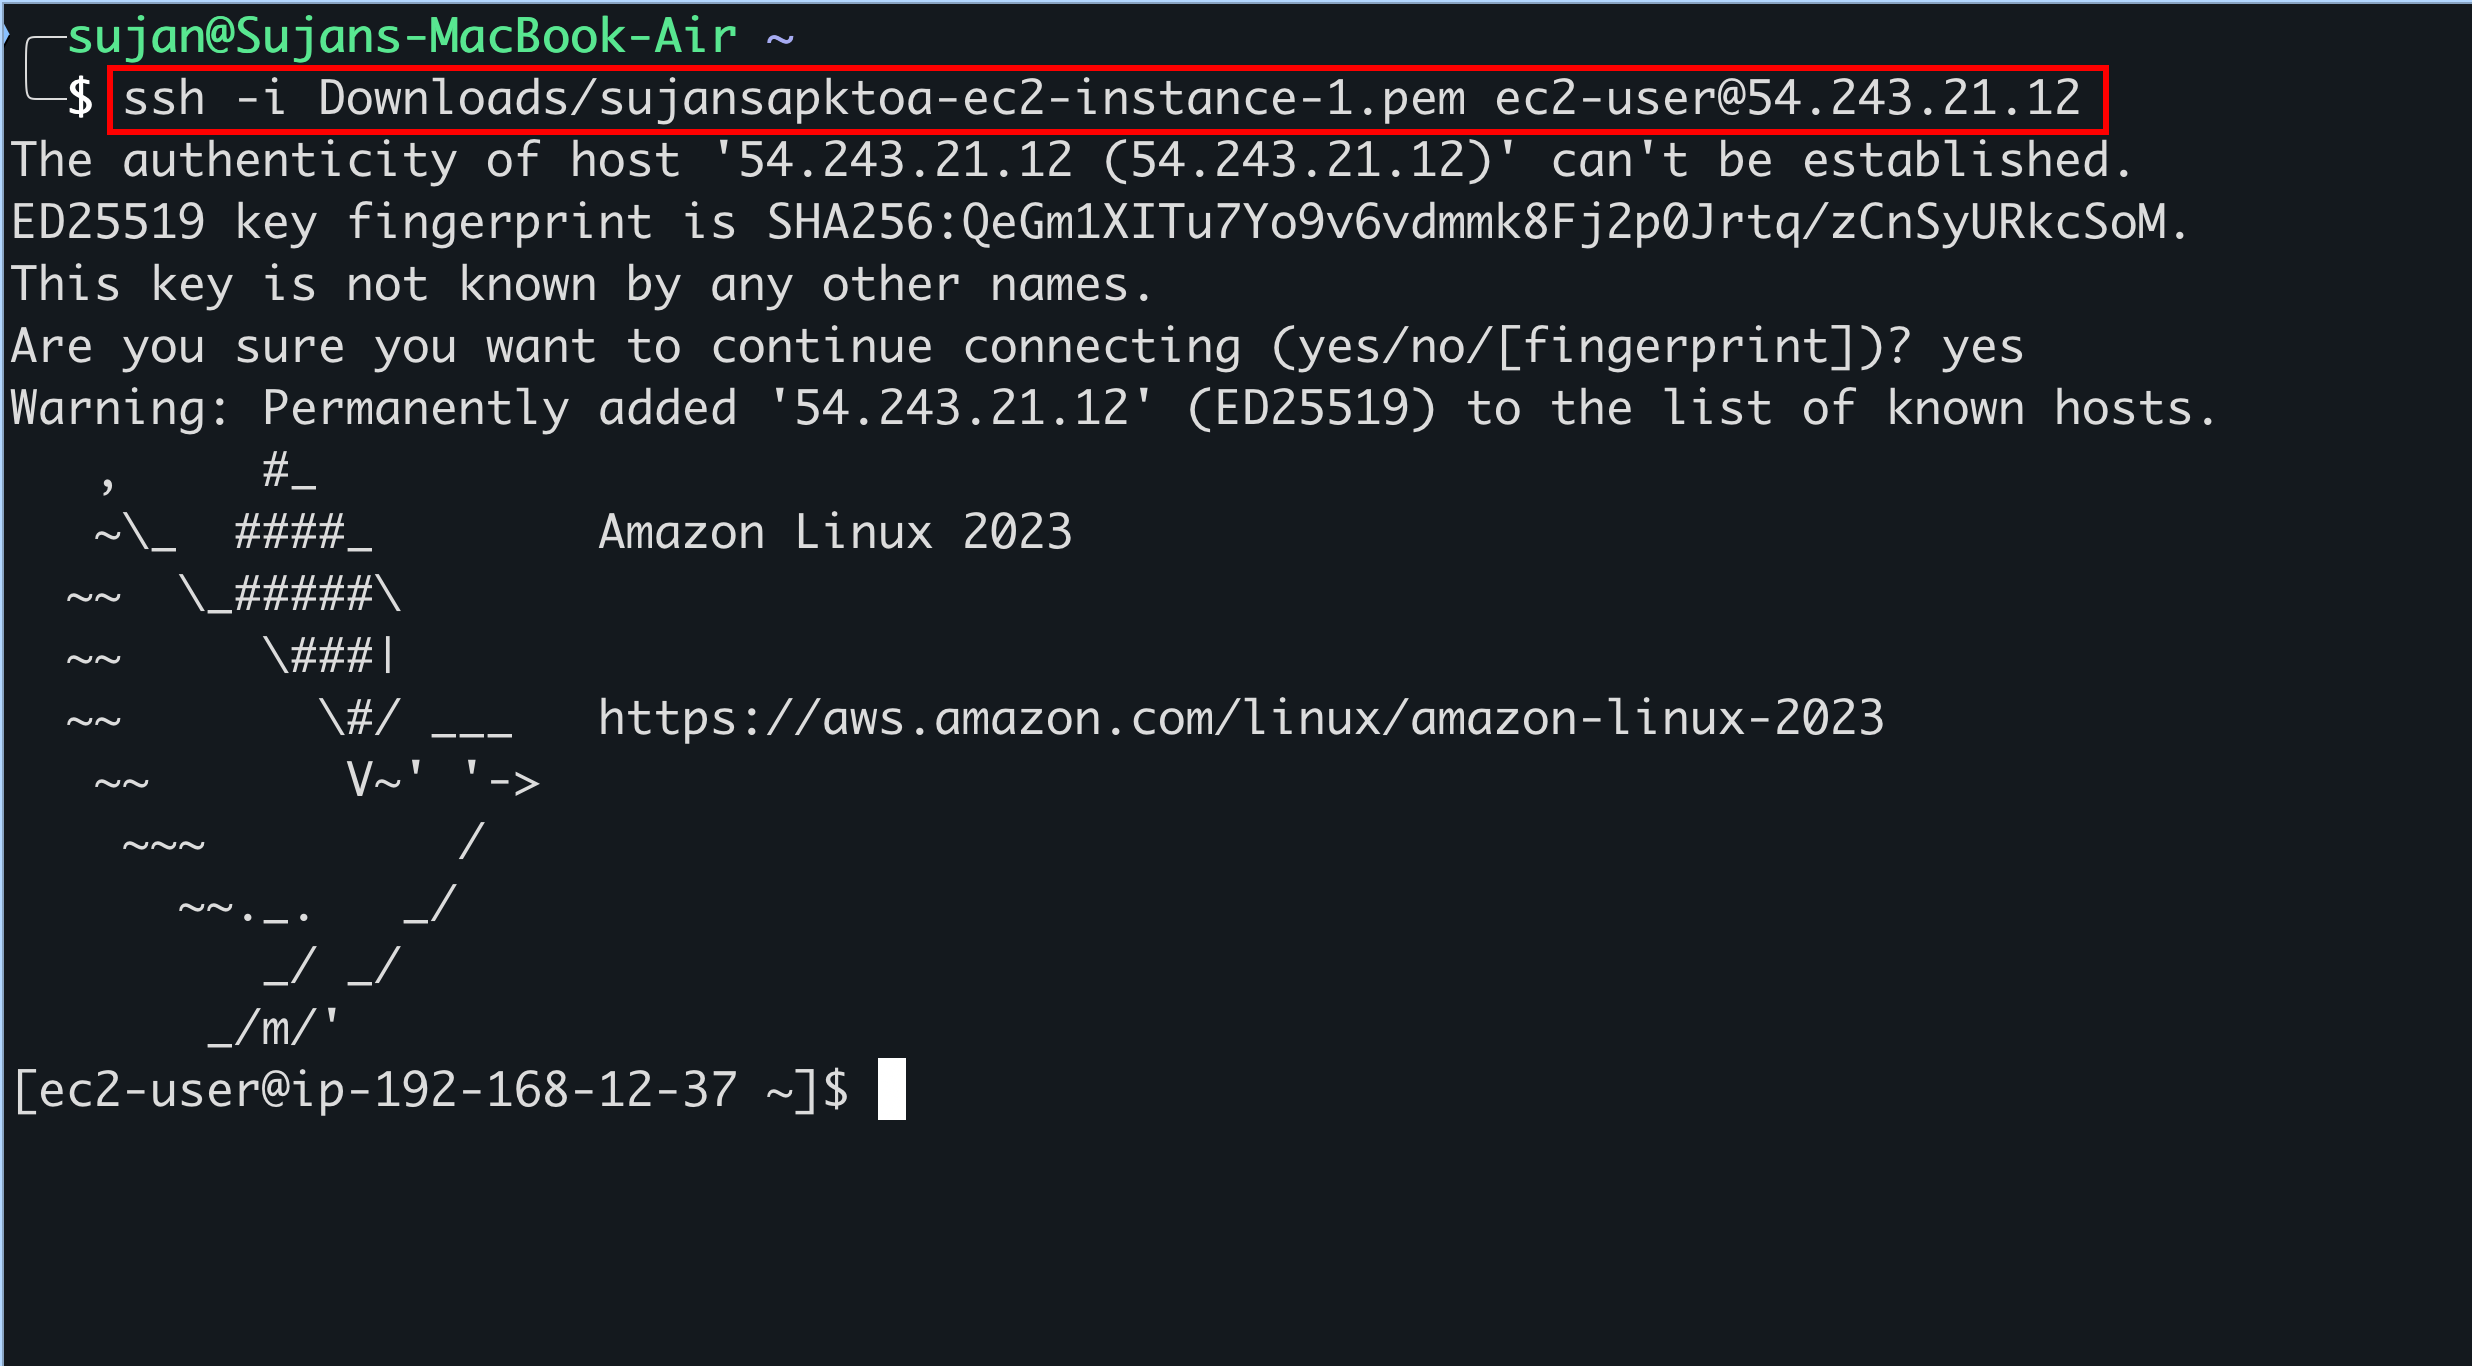 sujan@Sujans-MacBook-Air ~
$ ssh -i Downloads/sujansapktoa-ec2-instance-1.pem ec2-user@54.243.21.12
The authenticity of host '54.243.21.12 (54.243.21.12)' can't be established.
ED25519 key fingerprint is SHA256:QeGm1XITu7Yo9v6vdmmk8Fj2p0Jrtq/zCnSyURkcSoM.
This key is not known by any other names.
Are you sure you want to continue connecting (yes/no/[fingerprint])? yes
Warning: Permanently added '54.243.21.12' (ED25519) to the list of known hosts.
   ,     #_
   ~\_  ####_        Amazon Linux 2023
  ~~  \_#####\
  ~~     \###|
  ~~       \#/ ___   https://aws.amazon.com/linux/amazon-linux-2023
   ~~       V~' '->
    ~~~         /
      ~~._.   _/
         _/ _/
       _/m/'
[ec2-user@ip-192-168-12-37 ~]$